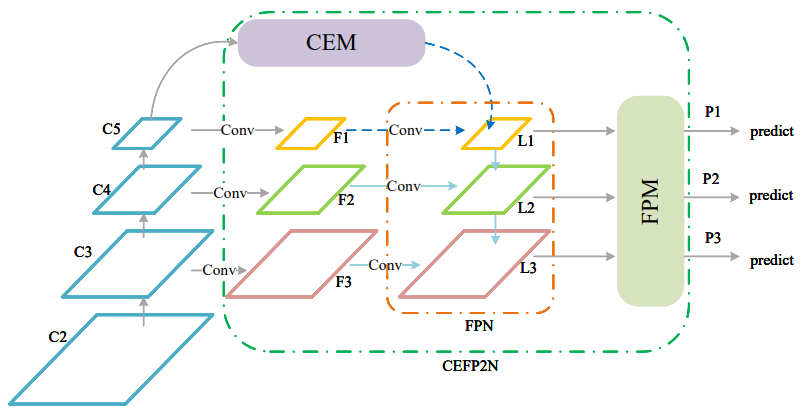 CEM
C5
Conv
F1
Conv
L1
P1
predict
C4
Conv
F2
Conv
L2
FPM
P2
predict
C3
Conv
F3
Conv
L3
P3
predict
C2
FPN
CEFP2N